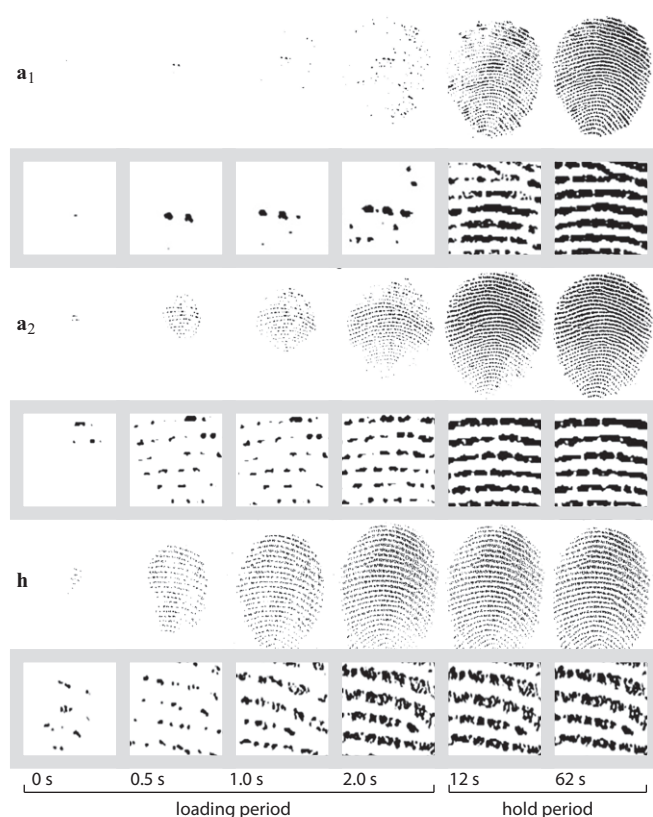 a1
a2
h
0 s 0.5 s 1.0 s 2.0 s 12 s 62 s
loading period hold period